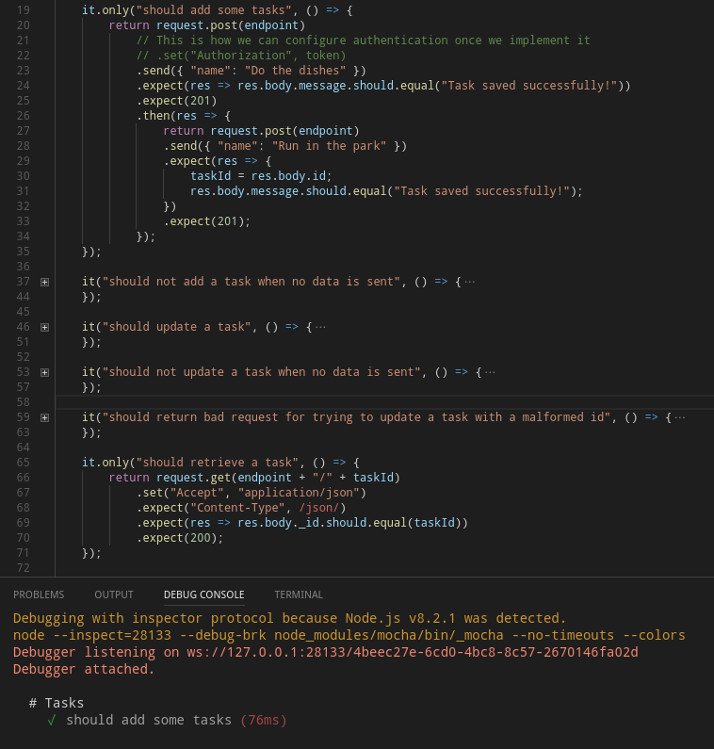 19 it.only("should add some tasks", () => {
20 return request.post(endpoint)
21 // This is how we can configure authentication once we implement it
22 // .set("Authorization", token)
23 .send({ "name": "Do the dishes" })
24 .expect(res => res.body.message.should.equal("Task saved successfully!"))
25 .expect(201)
26 .then(res => {
27 return request.post(endpoint)
28 .send({ "name": "Run in the park" })
29 .expect(res => {
30 taskId = res.body.id;
31 res.body.message.should.equal("Task saved successfully!");
32 })
33 .expect(201);
34 });
35 });
36
37 it("should not add a task when no data is sent", () => {···
44 });
45
46 it("should update a task", () => {···
51 });
52
53 it("should not update a task when no data is sent", () => {···
57 });
58
59 it("should return bad request for trying to update a task with a malformed id", () => {···
63 });
64
65 it.only("should retrieve a task", () => {
66 return request.get(endpoint + "/" + taskId)
67 .set("Accept", "application/json")
68 .expect("Content-Type", /json/)
69 .expect(res => res.body._id.should.equal(taskId))
70 .expect(200);
71 });
72
PROBLEMS OUTPUT DEBUG CONSOLE TERMINAL
Debugging with inspector protocol because Node.js v8.2.1 was detected.
node --inspect=28133 --debug-brk node_modules/mocha/bin/_mocha --no-timeouts --colors
Debugger listening on ws://127.0.0.1:28133/4beec27e-6cd0-4bc8-8c57-2670146fa02d
Debugger attached.
# Tasks
√ should add some tasks (76ms)